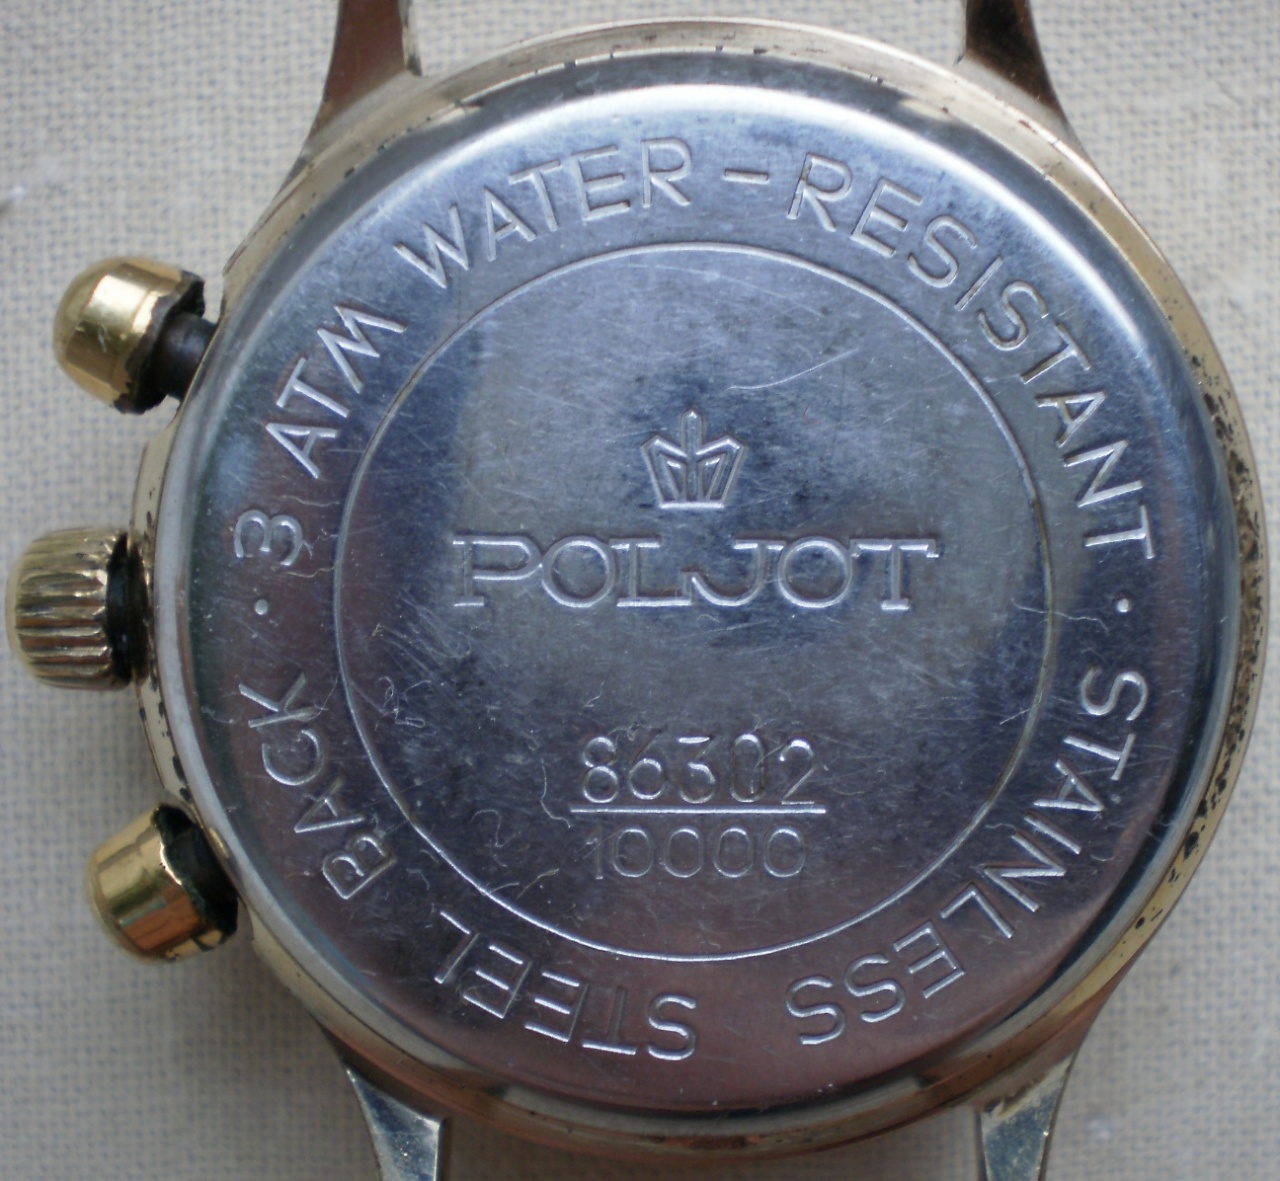 3 ATM WATER-RESISTANT · STAINLESS STEEL BACK ·
POLJOT
86302
10000